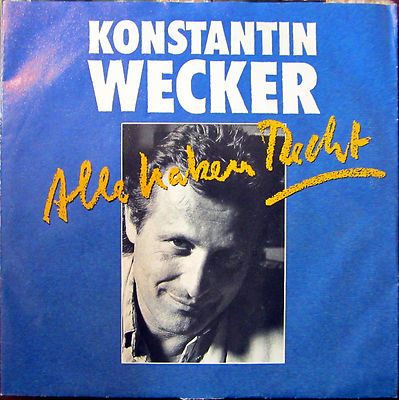 KONSTANTIN
WECKER
Alle haben Recht